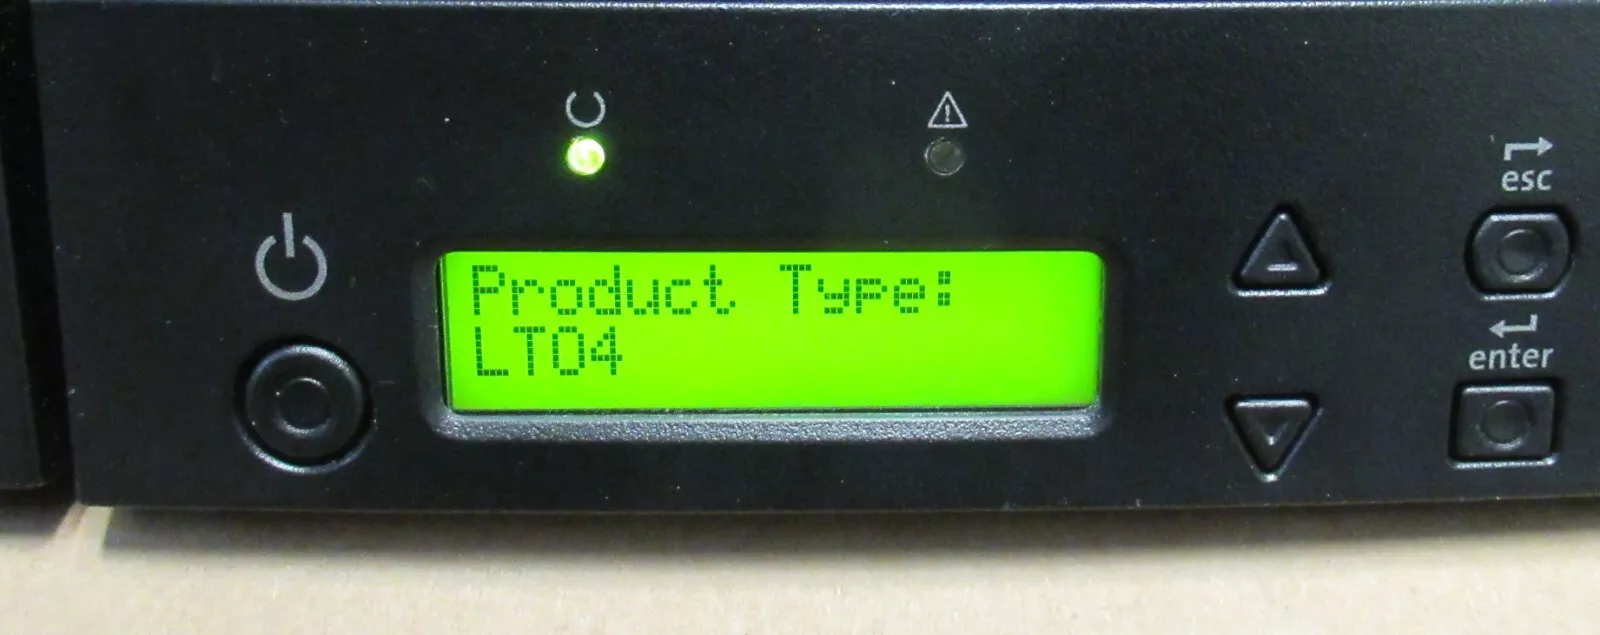 esc
Product Type:
LTO4
enter